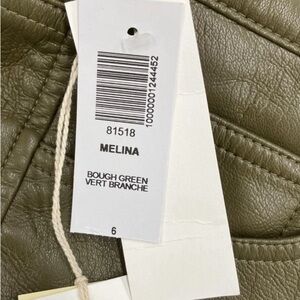 10000001244452
81518
MELINA
BOUGH GREEN
VERT BRANCHE
6